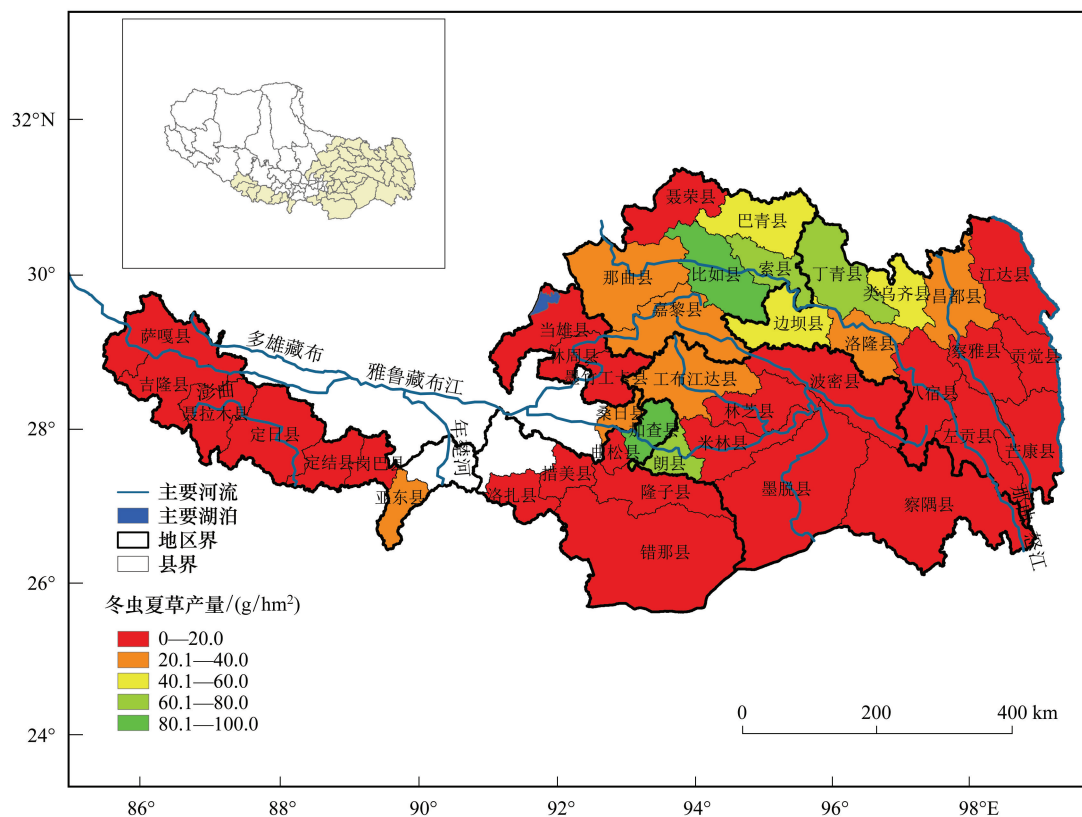 32°N
30°
28°
26°
24°
86°
88°
90°
92°
94°
96°
98°E
聂荣县
巴青县
那曲县
比如县
索县
丁青县
类乌齐县
昌都县
江达县
嘉黎县
边坝县
洛隆县
当雄县
林周县
墨竹工卡县
工布江达县
察雅县
贡觉县
萨嘎县
多雄藏布
雅鲁藏布江
吉隆县
澎曲
聂拉木县
定日县
定结县
岗巴县
亚东县
年楚河
桑日县
加查县
曲松县
朗县
米林县
林芝县
波密县
八宿县
左贡县
芒康县
措美县
洛扎县
隆子县
错那县
墨脱县
察隅县
怒江
主要河流
主要湖泊
地区界
县界
冬虫夏草产量/(g/hm²)
0—20.0
20.1—40.0
40.1—60.0
60.1—80.0
80.1—100.0
0
200
400 km